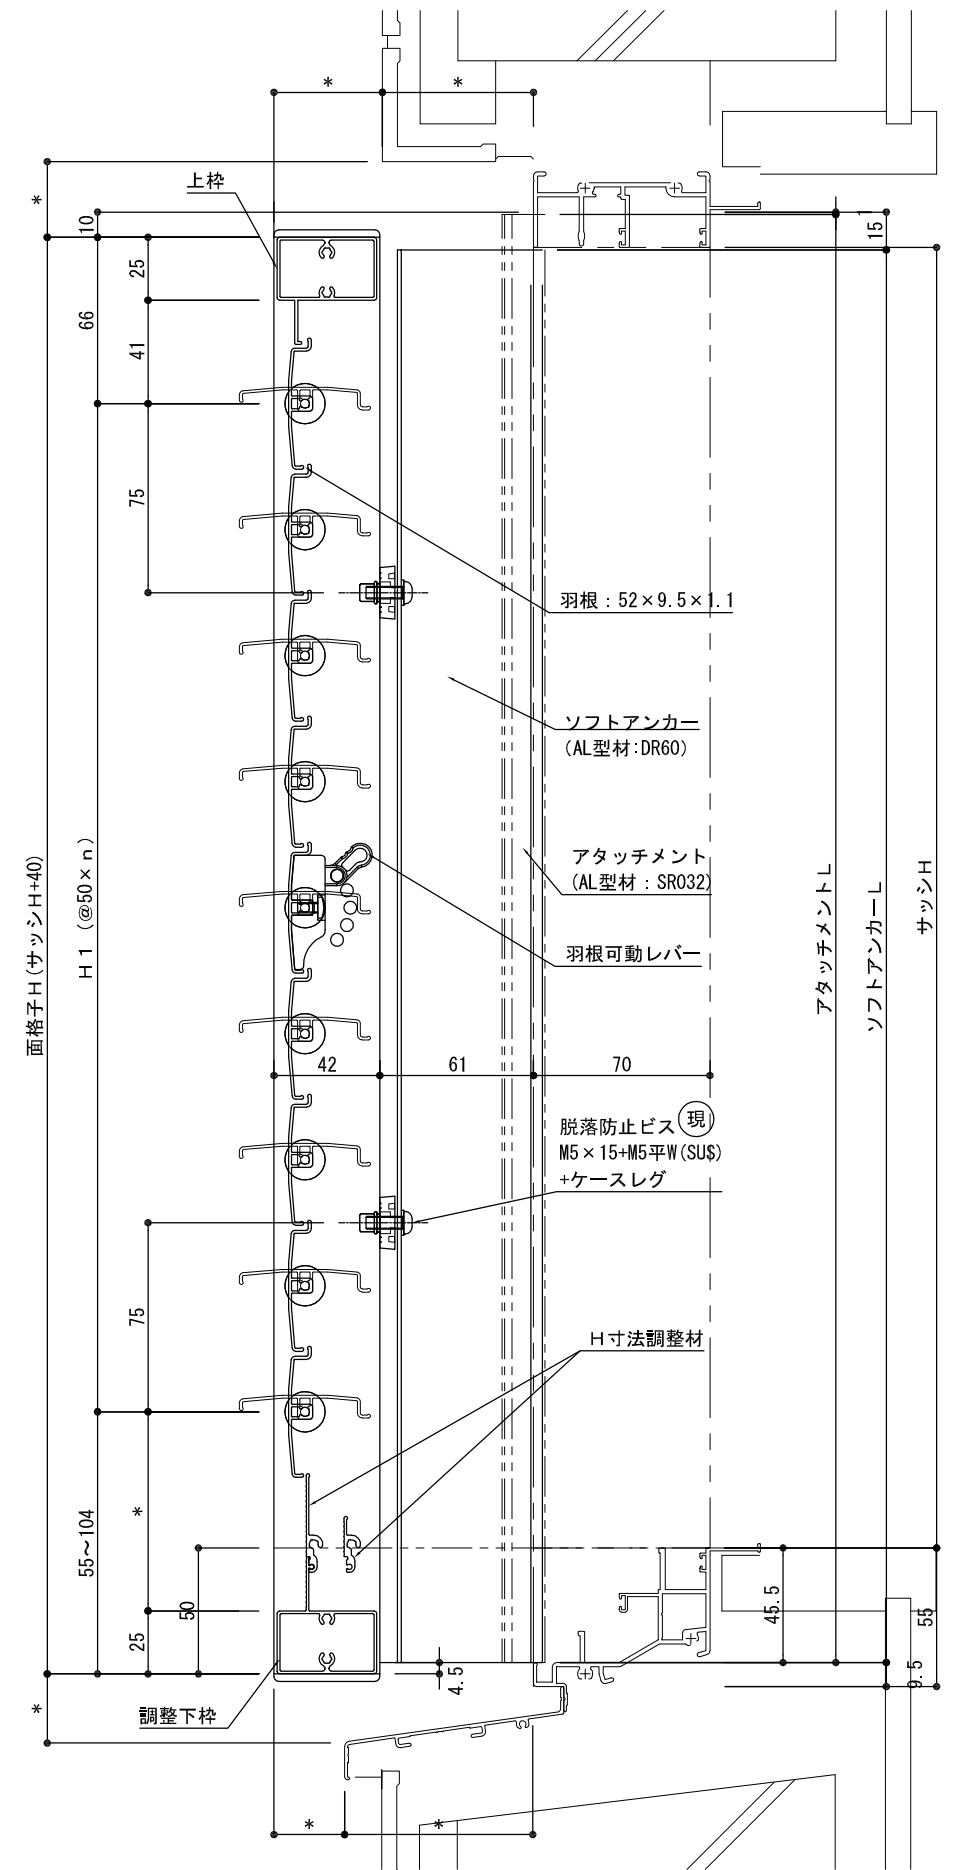 *
*
*
上枠
10
15
1
25
66
41
75
羽根：52×9.5×1.1
ソフトアンカー
(AL型材:DR60)
アタッチメント
(AL型材：SR032)
羽根可動レバー
面格子H(サッシH+40)
H1（@50×n）
アタッチメントL
ソフトアンカーL
サッシH
42
61
70
脱落防止ビス 現
M5×15+M5平W(SUS)
+ケースレグ
75
H寸法調整材
*
55～104
50
45.5
55
25
4.5
9.5
調整下枠
*
*
*